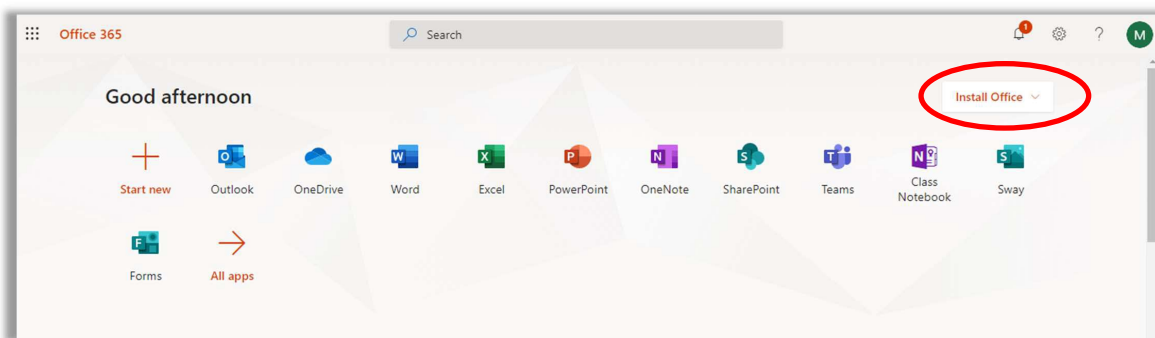 Office 365
Search
1
?
M
Good afternoon
Install Office
Start new
Outlook
OneDrive
Word
Excel
PowerPoint
OneNote
SharePoint
Teams
Class
Notebook
Sway
Forms
All apps